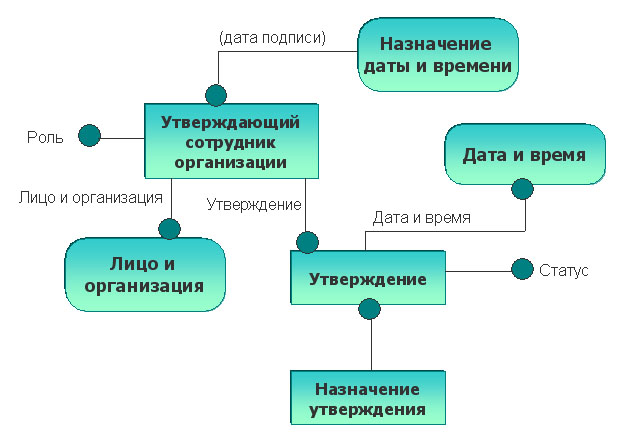 (дата подписи)
Назначение
даты и времени
Утверждающий
сотрудник
организации
Роль
Дата и время
Лицо и организация
Утверждение
Дата и время
Лицо и
организация
Утверждение
Статус
Назначение
утверждения